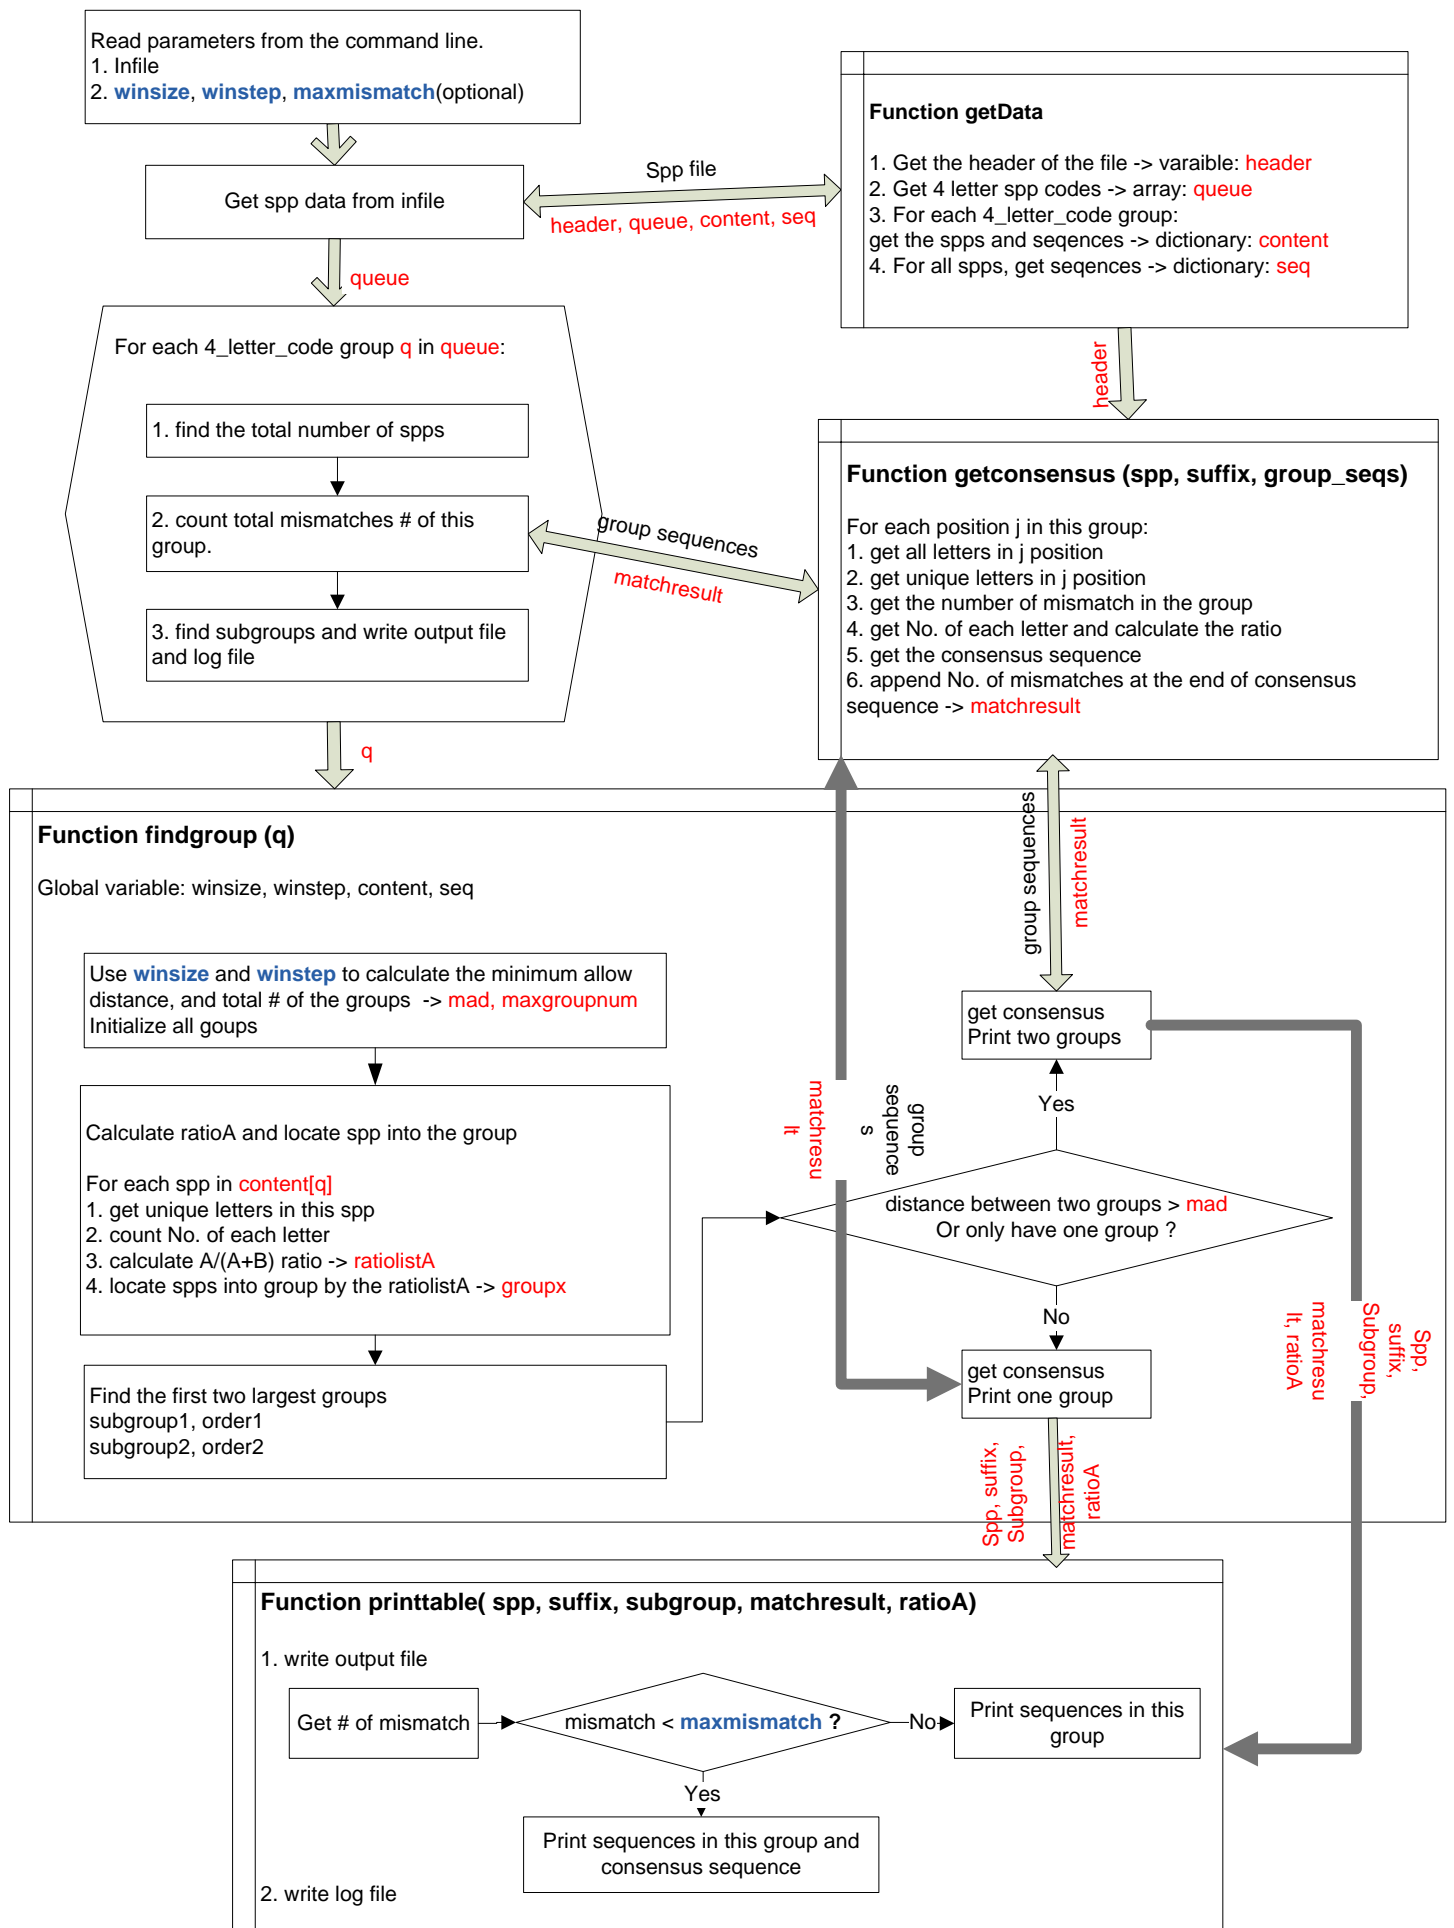 Read parameters from the command line.
1. Infile
2. winsize, winstep, maxmismatch(optional)
Get spp data from infile
Spp file
header, queue, content, seq
Function getData
1. Get the header of the file -> varaible: header
2. Get 4 letter spp codes -> array: queue
3. For each 4_letter_code group:
get the spps and seqences -> dictionary: content
4. For all spps, get seqences -> dictionary: seq
queue
header
For each 4_letter_code group q in queue:
1. find the total number of spps
2. count total mismatches # of this
group.
3. find subgroups and write output file
and log file
group sequences
matchresult
Function getconsensus (spp, suffix, group_seqs)
For each position j in this group:
1. get all letters in j position
2. get unique letters in j position
3. get the number of mismatch in the group
4. get No. of each letter and calculate the ratio
5. get the consensus sequence
6. append No. of mismatches at the end of consensus
sequence -> matchresult
q
Function findgroup (q)
Global variable: winsize, winstep, content, seq
group sequences
matchresult
Use winsize and winstep to calculate the minimum allow
distance, and total # of the groups -> mad, maxgroupnum
Initialize all goups
Calculate ratioA and locate spp into the group
For each spp in content[q]
1. get unique letters in this spp
2. count No. of each letter
3. calculate A/(A+B) ratio -> ratiolistA
4. locate spps into group by the ratiolistA -> groupx
Find the first two largest groups
subgroup1, order1
subgroup2, order2
group
sequence
s
matchresu
lt
get consensus
Print two groups
Yes
distance between two groups > mad
Or only have one group ?
No
get consensus
Print one group
Spp,
suffix,
Subgroup,
matchresu
lt, ratioA
Spp, suffix,
Subgroup,
matchresult,
ratioA
Function printtable( spp, suffix, subgroup, matchresult, ratioA)
1. write output file
Get # of mismatch
mismatch < maxmismatch ?
No
Print sequences in this
group
Yes
Print sequences in this group and
consensus sequence
2. write log file